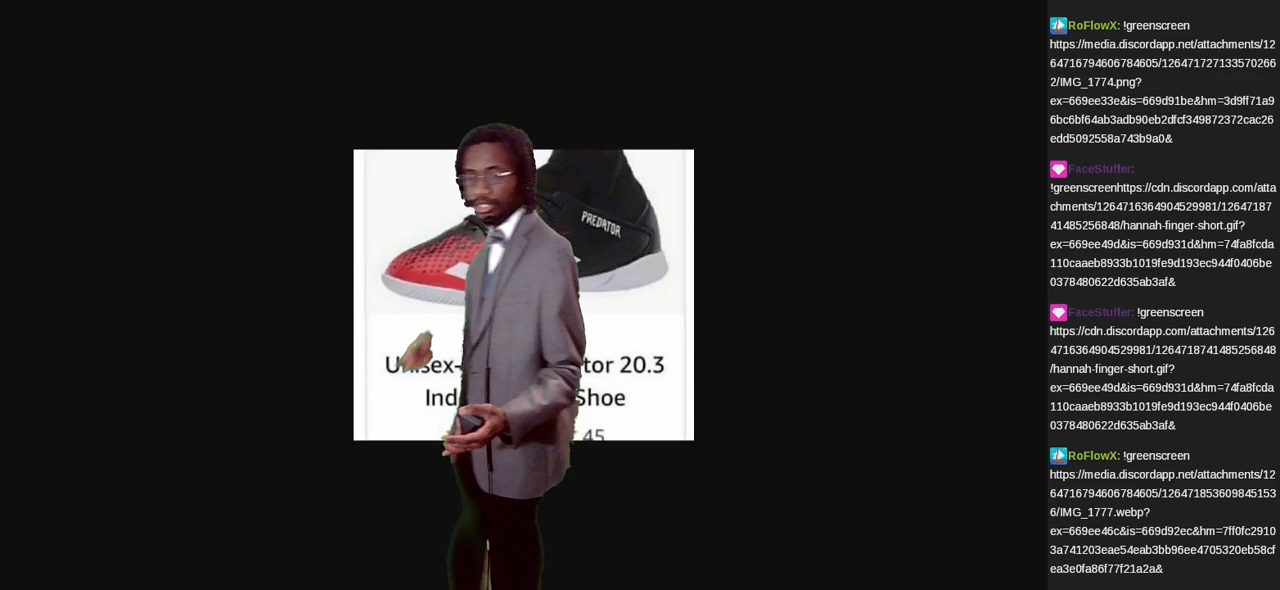 PREDATOR
Unisex- tor 20.3
Ind Shoe
45
RoFlowX: !greenscreen
https://media.discordapp.net/attachments/12
64716794606784605/126471727133570266
2/IMG_1774.png?
ex=669ee33e&is=669d91be&hm=3d9ff71a9
6bc6bf64ab3adb90eb2dfcf349872372cac26
edd5092558a743b9a0&
FaceStuffer:
!greenscreenhttps://cdn.discordapp.com/atta
chments/1264716364904529981/12647187
41485256848/hannah-finger-short.gif?
ex=669ee49d&is=669d931d&hm=74fa8fcda
110caaeb8933b1019fe9d193ec944f0406be
0378480622d635ab3af&
FaceStuffer: !greenscreen
https://cdn.discordapp.com/attachments/126
4716364904529981/1264718741485256848
/hannah-finger-short.gif?
ex=669ee49d&is=669d931d&hm=74fa8fcda
110caaeb8933b1019fe9d193ec944f0406be
0378480622d635ab3af&
RoFlowX: !greenscreen
https://media.discordapp.net/attachments/12
64716794606784605/126471853609845153
6/IMG_1777.webp?
ex=669ee46c&is=669d92ec&hm=7ff0fc2910
3a741203eae54eab3bb96ee4705320eb58cf
ea3e0fa86f77f21a2a&